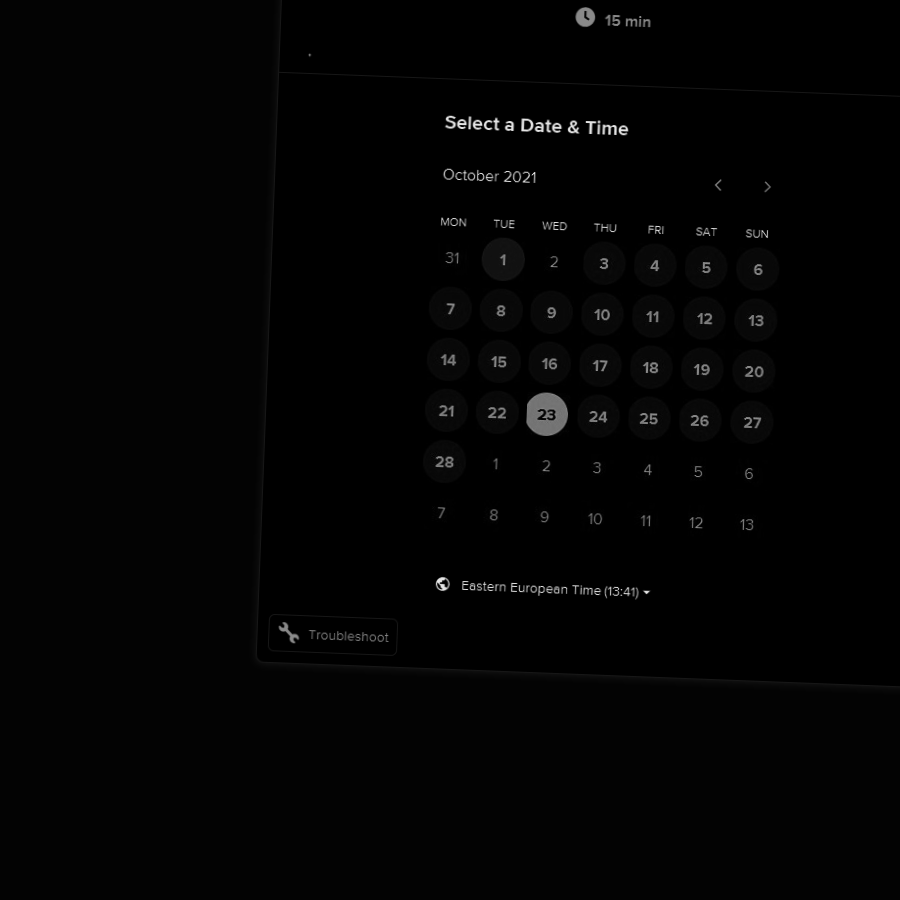 15 min
Select a Date & Time
October 2021
MON TUE WED THU FRI SAT SUN
31 1 2 3 4 5 6
7 8 9 10 11 12 13
14 15 16 17 18 19 20
21 22 23 24 25 26 27
28 1 2 3 4 5 6
7 8 9 10 11 12 13
Eastern European Time (13:41)
Troubleshoot